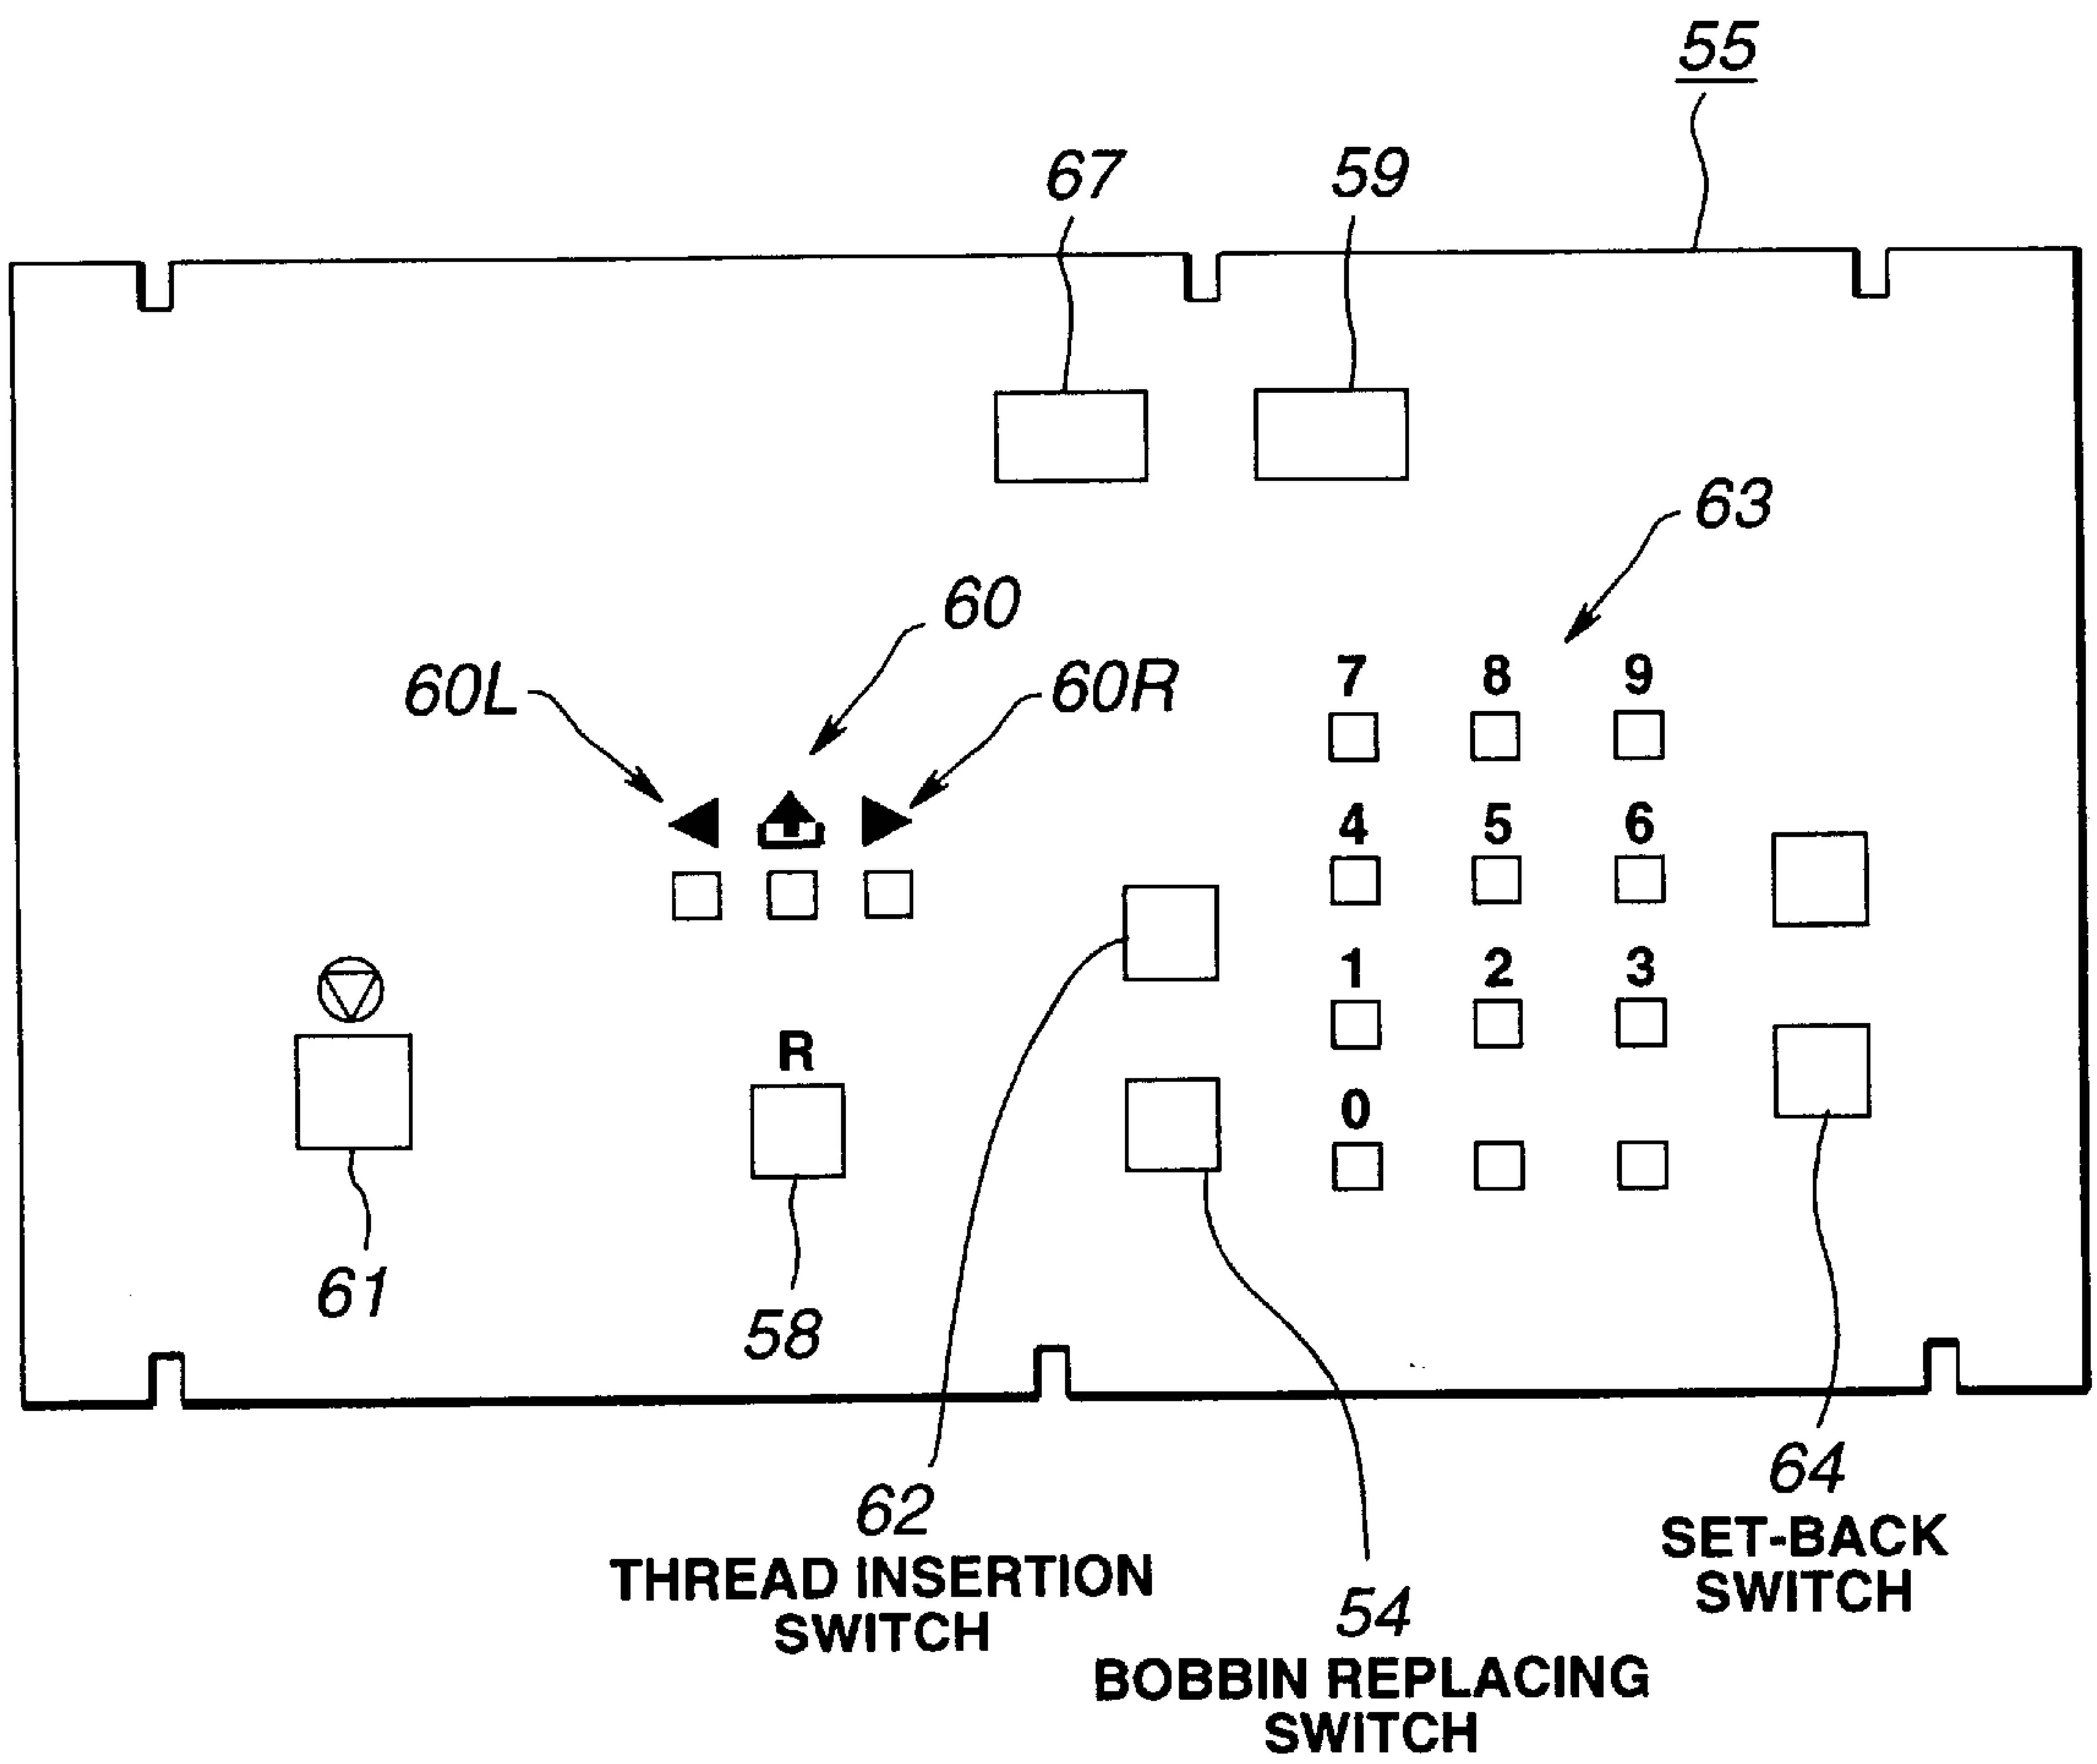 55
67 59
63
60
60L 60R
7 8 9
4 5 6
1 2 3
R
0
61
58
62
THREAD INSERTION
SWITCH
54
BOBBIN REPLACING
SWITCH
64
SET-BACK
SWITCH